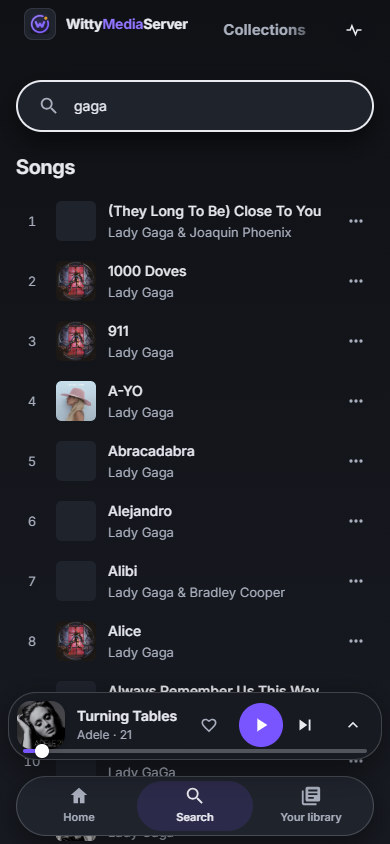 WittyMediaServer
Collections
gaga
Songs
1
(They Long To Be) Close To You
Lady Gaga & Joaquin Phoenix
2
1000 Doves
Lady Gaga
3
911
Lady Gaga
4
A-YO
Lady Gaga
5
Abracadabra
Lady Gaga
6
Alejandro
Lady Gaga
7
Alibi
Lady Gaga & Bradley Cooper
8
Alice
Lady Gaga
Always Remember Us This Way
Turning Tables
Adele · 21
10
Lady GaGa
Home
Search
Your library